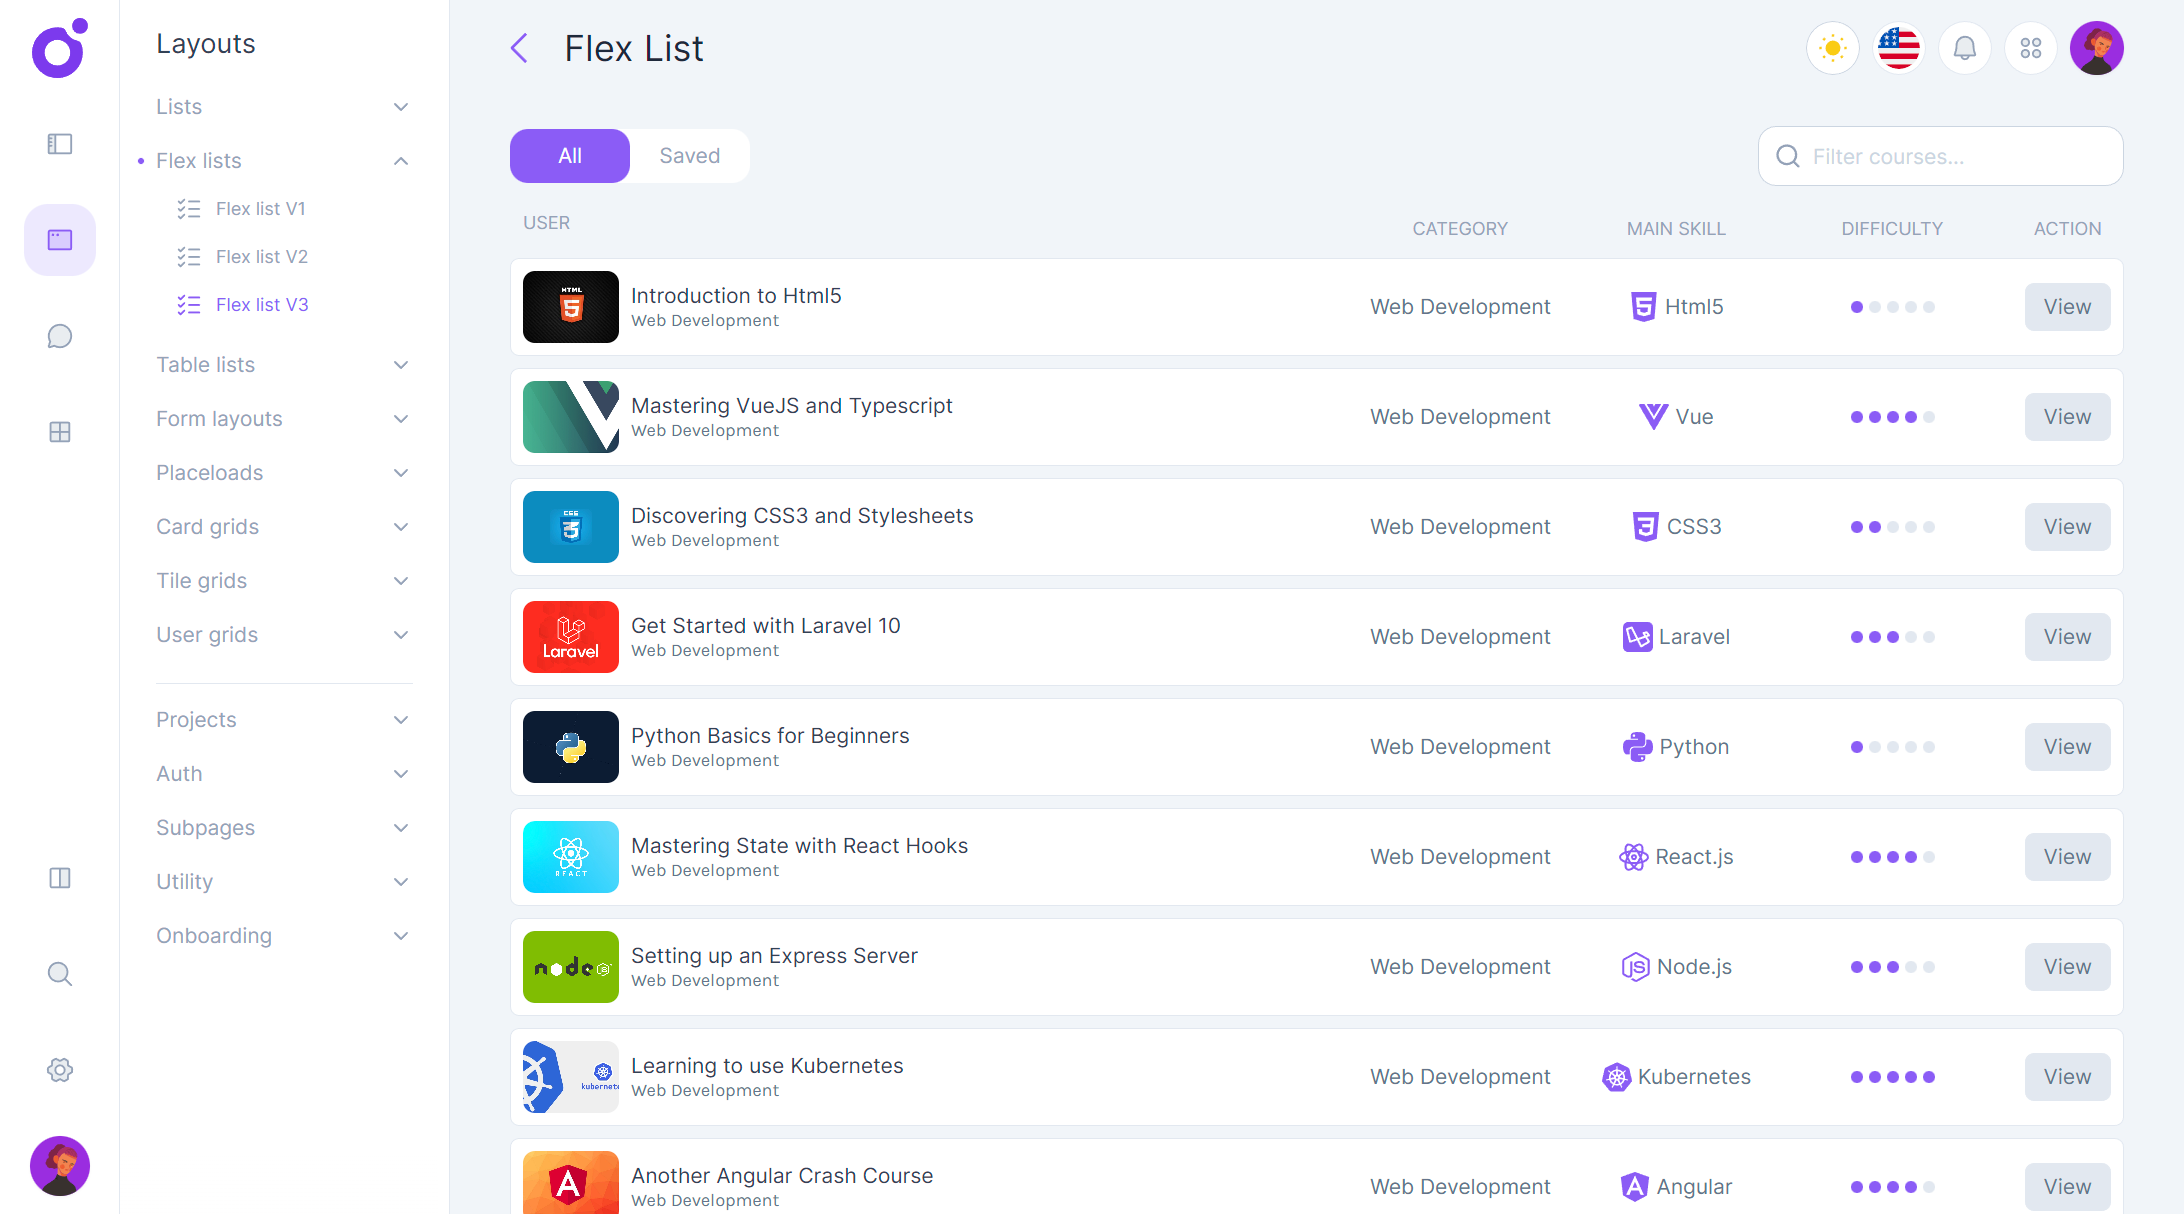 Layouts
Lists
Flex lists
Flex list V1
Flex list V2
Flex list V3
Table lists
Form layouts
Placeloads
Card grids
Tile grids
User grids
Projects
Auth
Subpages
Utility
Onboarding
Flex List
All Saved
Filter courses...
USER CATEGORY MAIN SKILL DIFFICULTY ACTION
HTML
5
Introduction to Html5
Web Development
Web Development
Html5
View
Mastering VueJS and Typescript
Web Development
Web Development
Vue
View
CSS
3
Discovering CSS3 and Stylesheets
Web Development
Web Development
CSS3
View
Laravel
Get Started with Laravel 10
Web Development
Web Development
Laravel
View
Python Basics for Beginners
Web Development
Web Development
Python
View
REACT
Mastering State with React Hooks
Web Development
Web Development
React.js
View
node
JS
Setting up an Express Server
Web Development
Web Development
JS
Node.js
View
kubernete
Learning to use Kubernetes
Web Development
Web Development
Kubernetes
View
A
Another Angular Crash Course
Web Development
Web Development
A
Angular
View